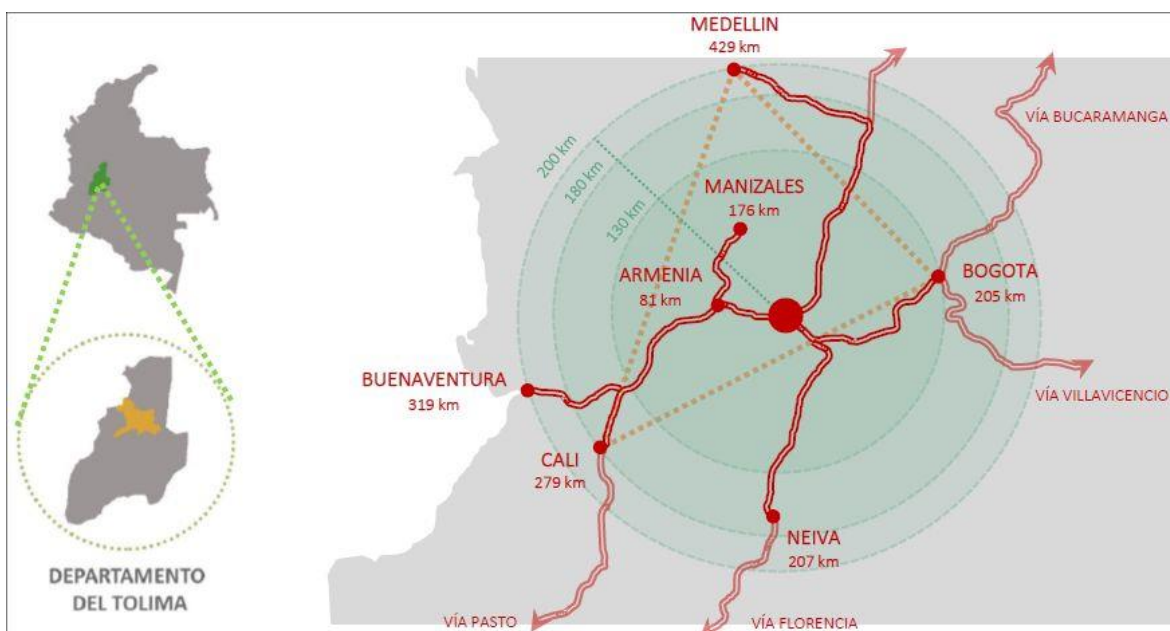 MEDELLIN
429 km
VÍA BUCARAMANGA
200 km
180 km
130 km
MANIZALES
176 km
ARMENIA
81 km
BOGOTA
205 km
BUENAVENTURA
319 km
VÍA VILLAVICENCIO
CALI
279 km
NEIVA
207 km
DEPARTAMENTO
DEL TOLIMA
VÍA PASTO
VÍA FLORENCIA